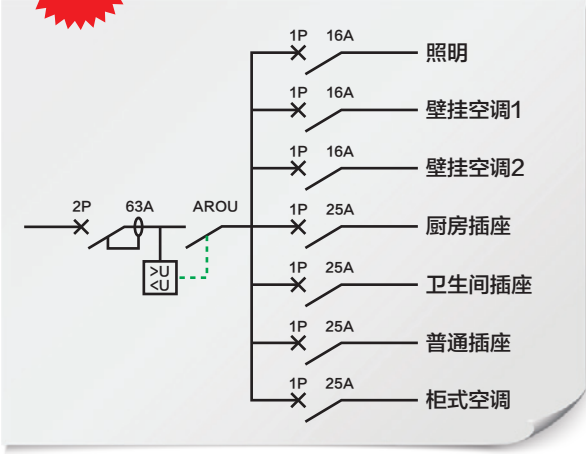 1P 16A 照明
1P 16A 壁挂空调1
1P 16A 壁挂空调2
2P 63A AROU 1P 25A 厨房插座
>U
<U
1P 25A 卫生间插座
1P 25A 普通插座
1P 25A 柜式空调